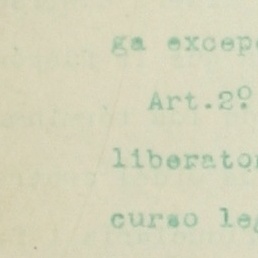 ga excep
Art.2º
liberato
curso le